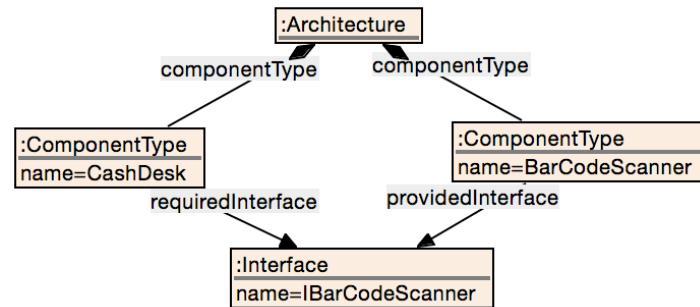 :Architecture
componentType
componentType
:ComponentType
name=CashDesk
:ComponentType
name=BarCodeScanner
requiredInterface
providedInterface
:Interface
name=IBarCodeScanner